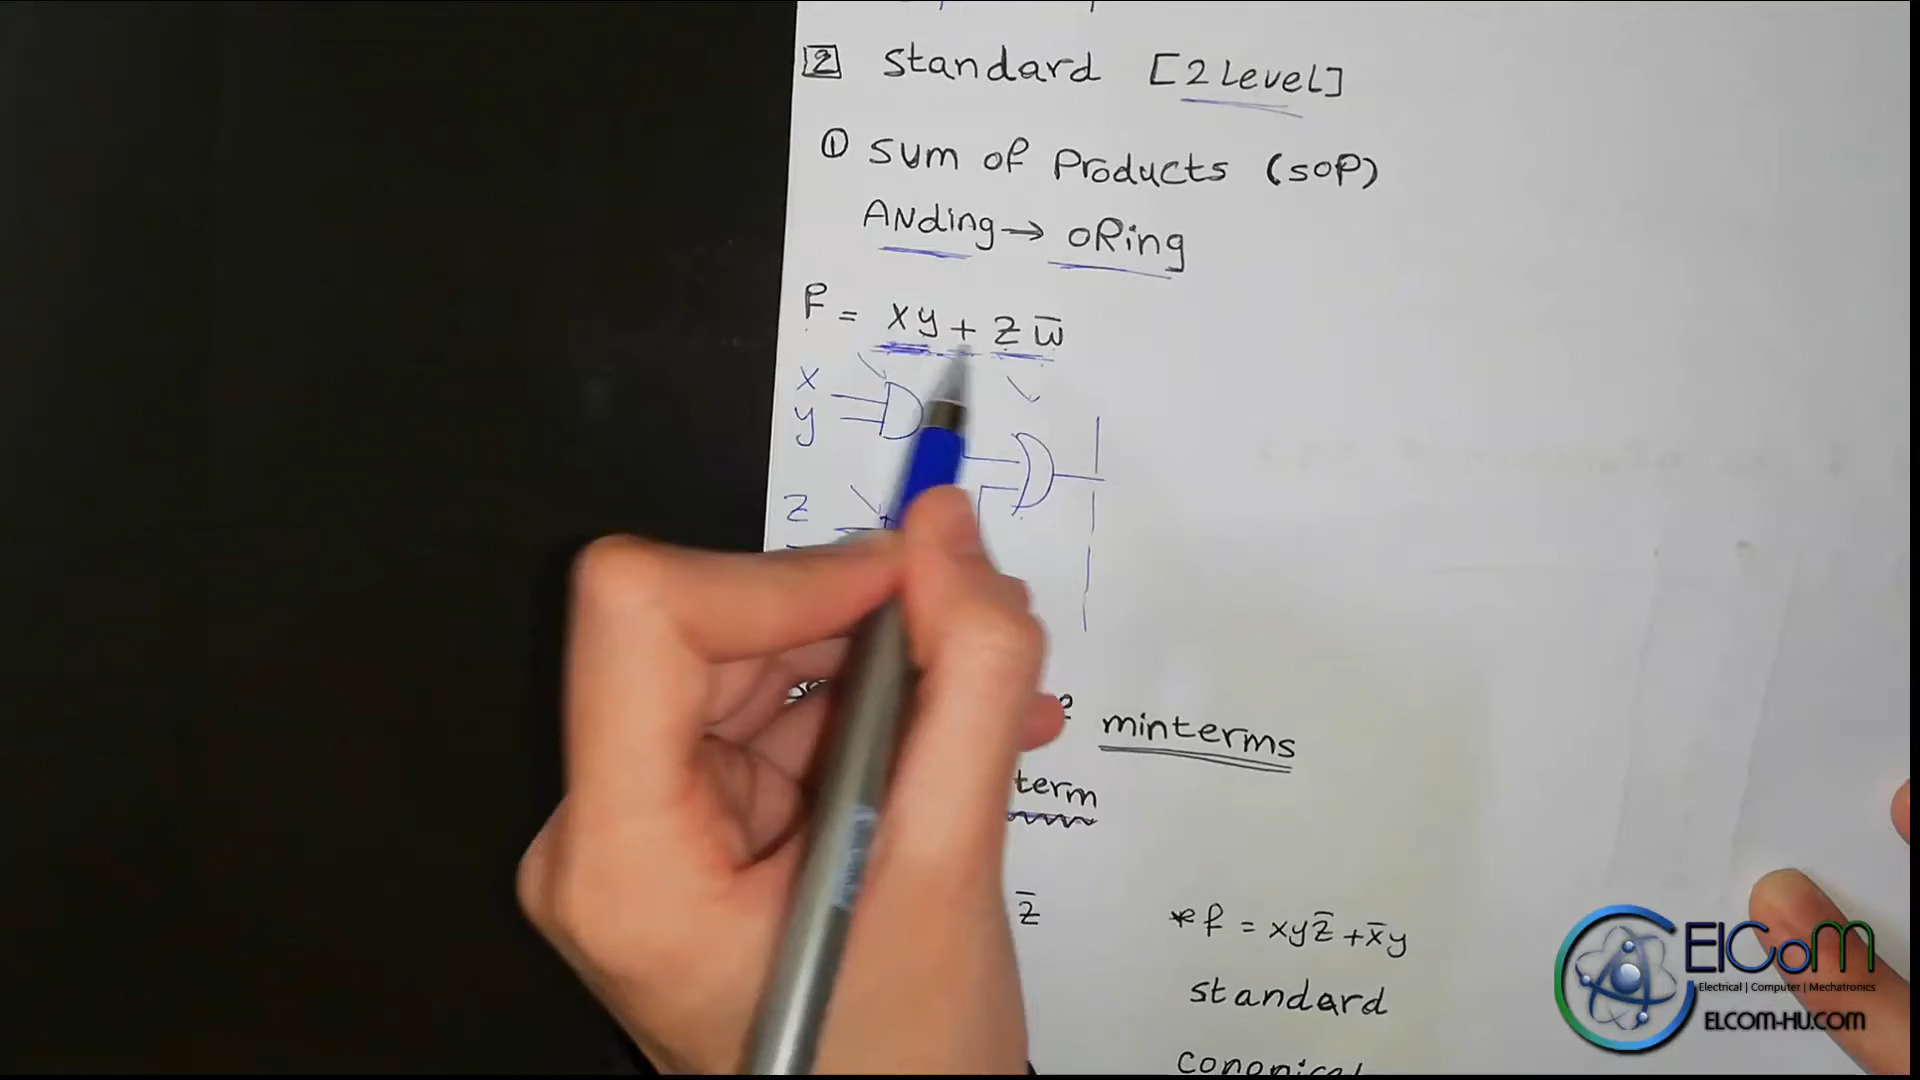 2 Standard [2 Level]
① Sum of Products (SOP)
ANding → ORing
F = xy + z w̅
x
y
z
minterms
term
z̅
* f = xyz̅ + x̅y
standard
cononical
ElCoM
Electrical | Computer | Mechatronics
ELCOM-HU.COM